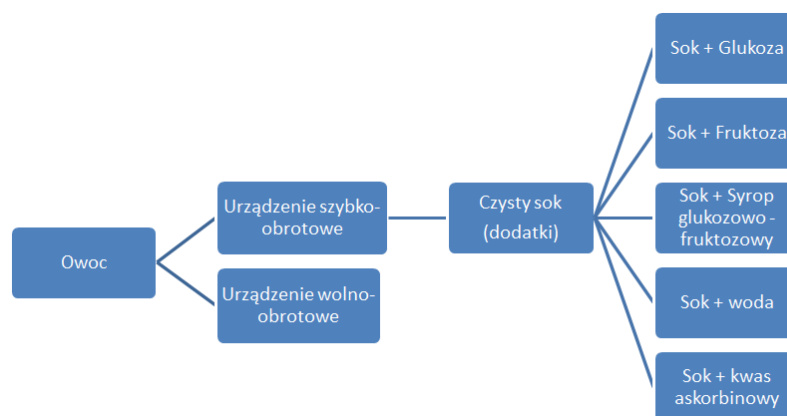 Owoc
Urządzenie szybko-
obrotowe
Urządzenie wolno-
obrotowe
Czysty sok
(dodatki)
Sok + Glukoza
Sok + Fruktoza
Sok + Syrop
glukozowo -
fruktozowy
Sok + woda
Sok + kwas
askorbinowy